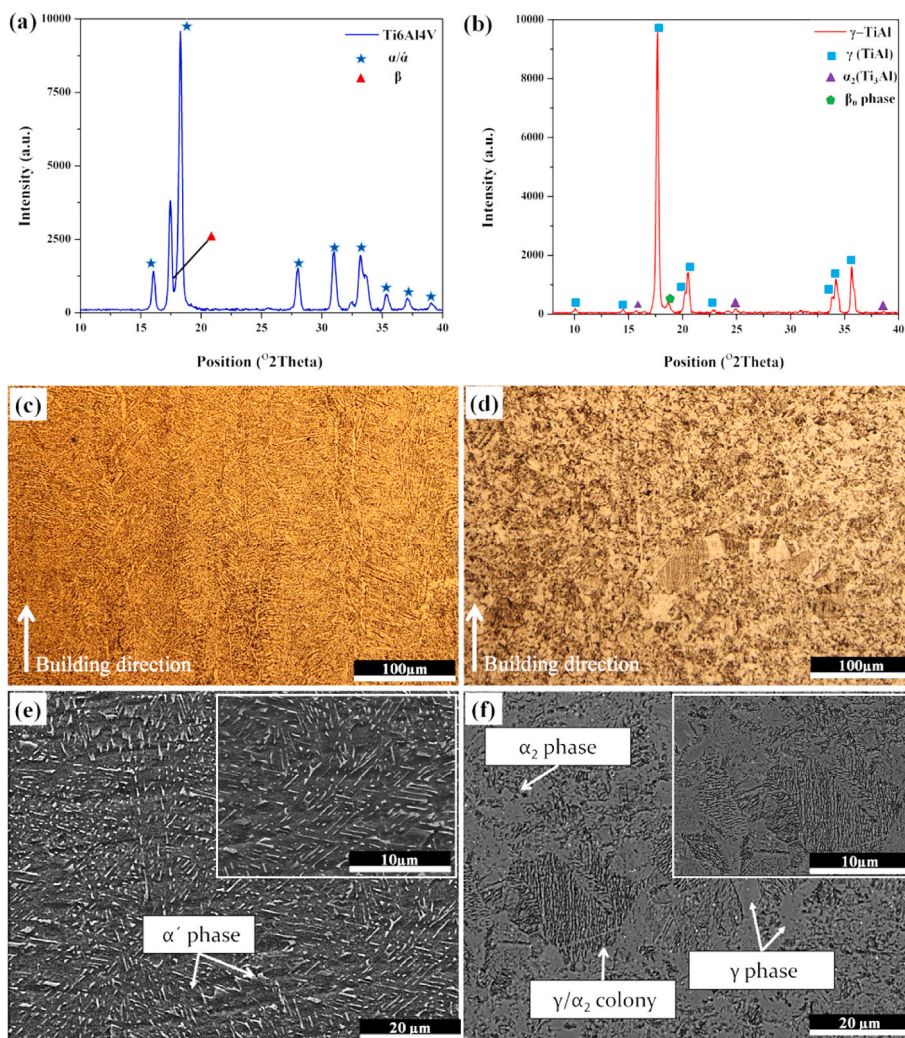 (a)
10000
7500
5000
2500
0
Intensity (a.u.)
10 15 20 25 30 35 40
Position (ᴼ2Theta)
Ti6Al4V
α/ά
β
(b)
10000
8000
6000
4000
2000
0
Intensity (a.u.)
10 15 20 25 30 35 40
Position (ᴼ2Theta)
γ–TiAl
γ (TiAl)
α₂(Ti₃Al)
β₀ phase
(c)
Building direction
100µm
(d)
Building direction
100µm
(e)
10µm
α´ phase
20 µm
(f)
α₂ phase
10µm
γ/α₂ colony
γ phase
20 µm